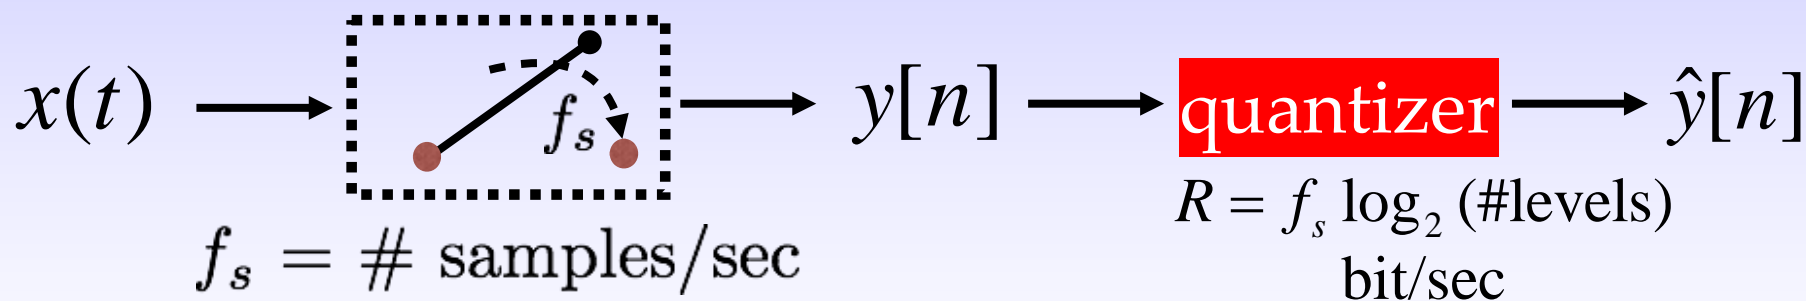 x(t)
f_s
y[n]
quantizer
ŷ[n]
R = f_s log_2 (#levels)
bit/sec
f_s = # samples/sec